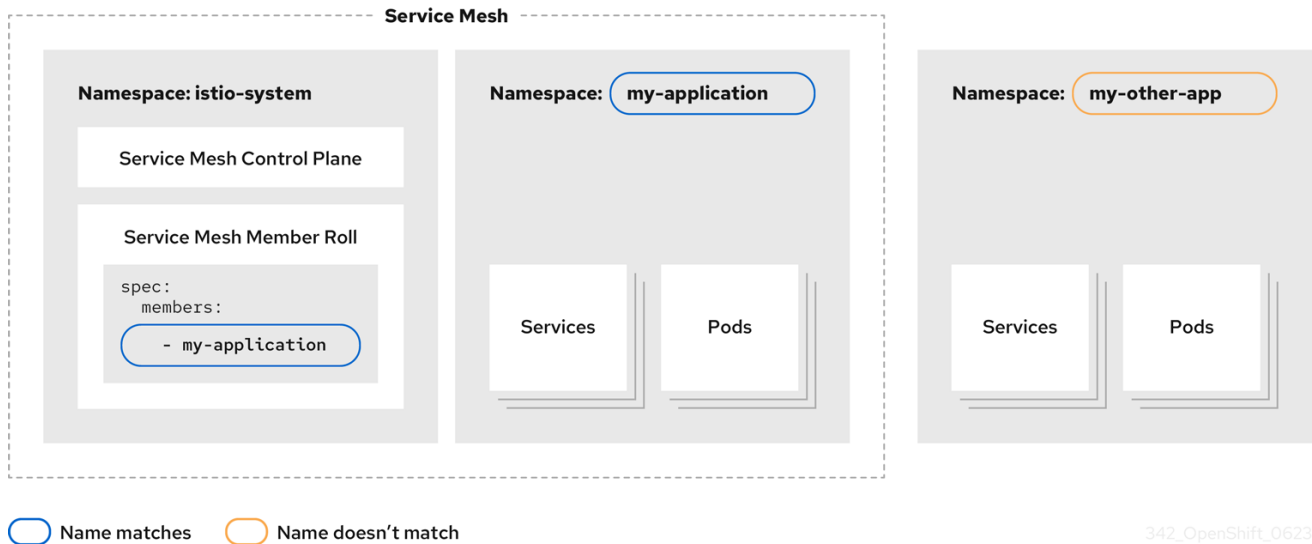 Service Mesh
Namespace: istio-system
Service Mesh Control Plane
Service Mesh Member Roll
spec:
members:
- my-application
Namespace: my-application
Services
Pods
Namespace: my-other-app
Services
Pods
Name matches
Name doesn’t match
342_OpenShift_0623